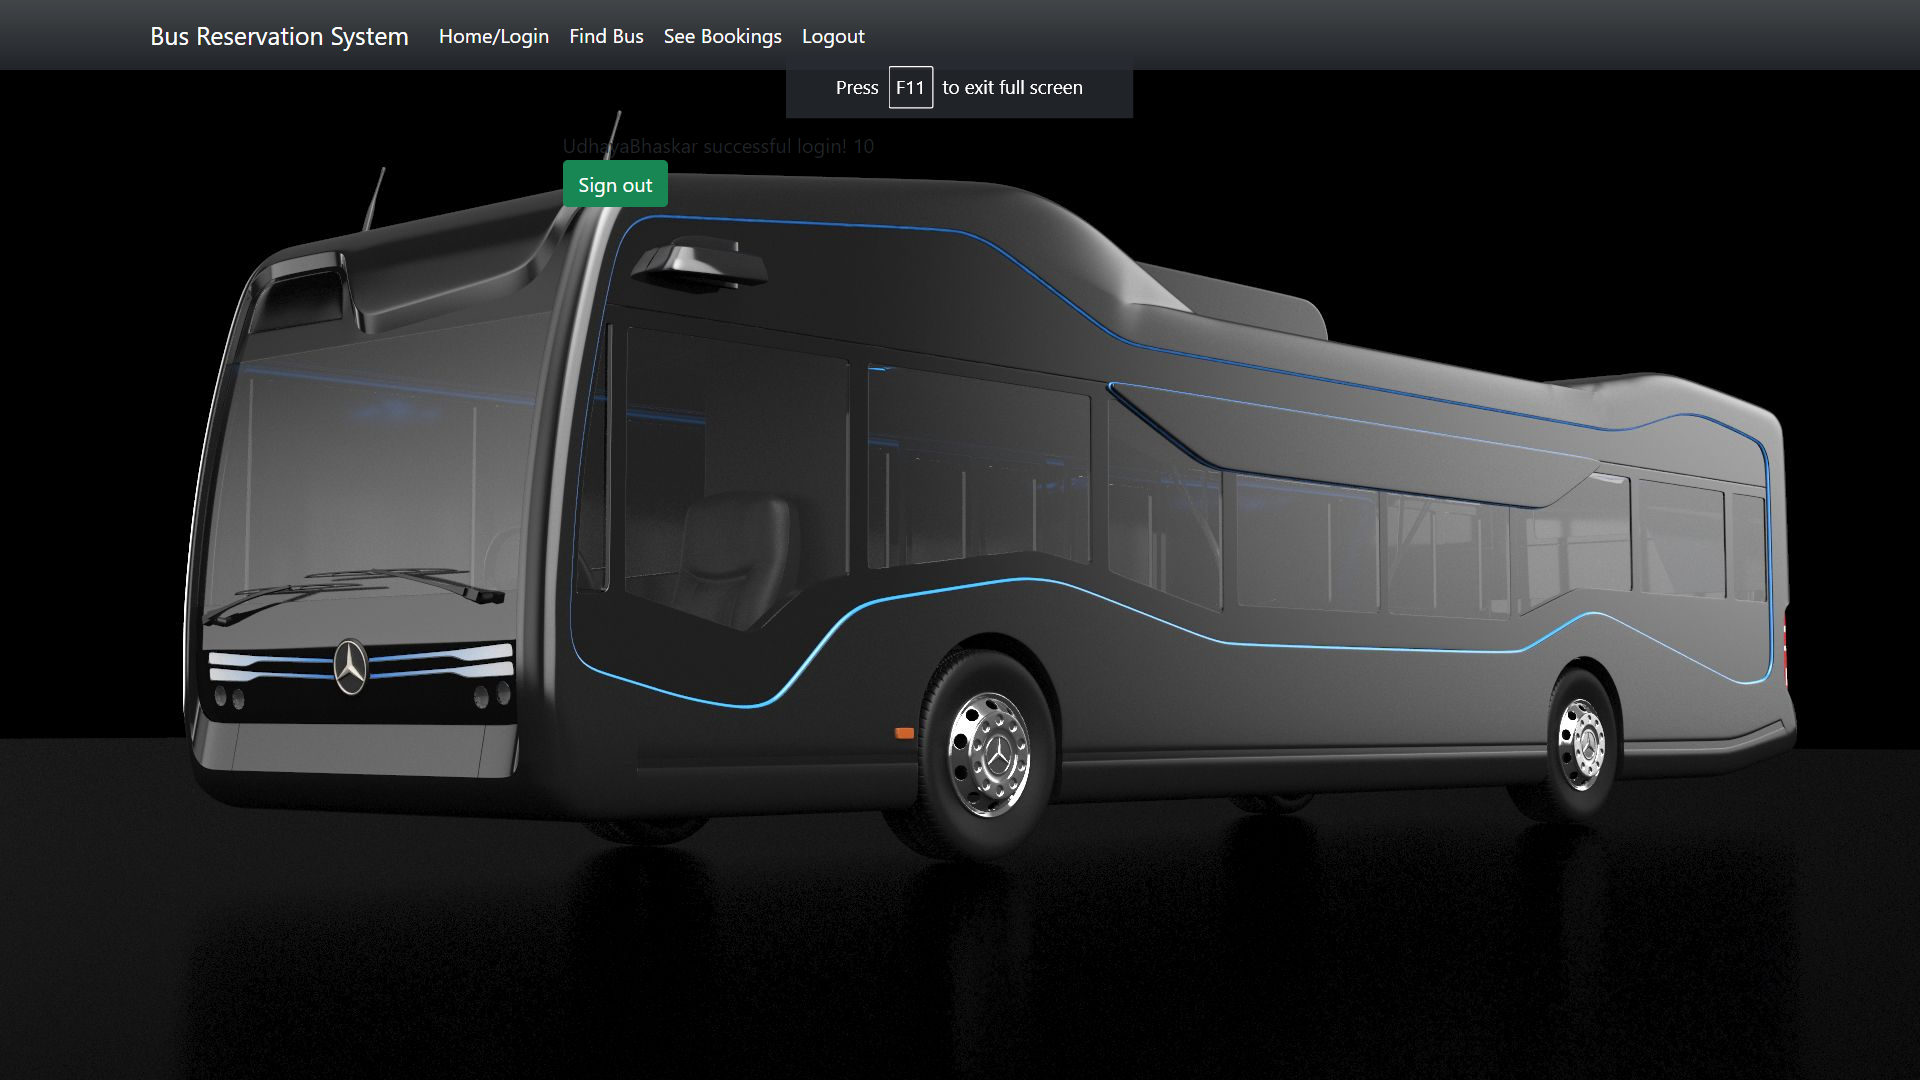 Bus Reservation System Home/Login Find Bus See Bookings Logout
Press F11 to exit full screen
UdhayaBhaskar successful login! 10
Sign out